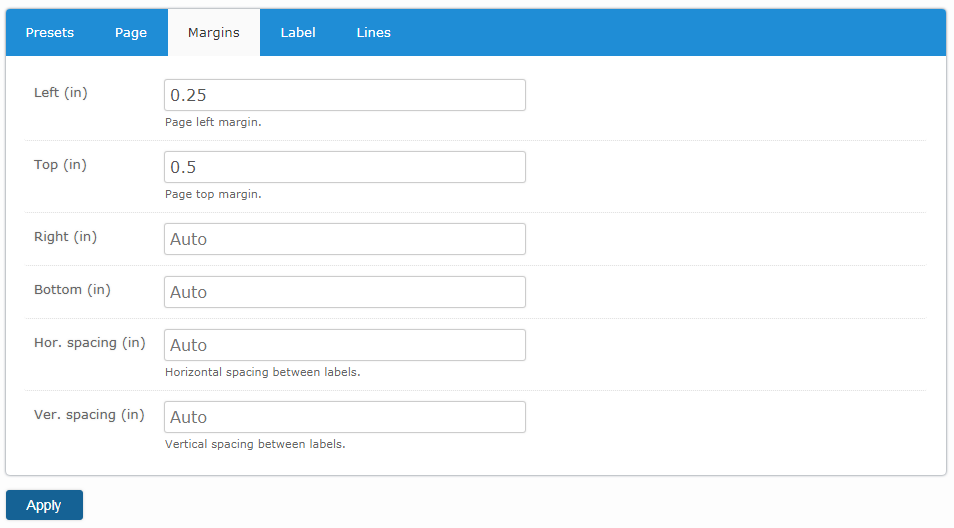 Presets Page Margins Label Lines
Left (in) 0.25
Page left margin.
Top (in) 0.5
Page top margin.
Right (in) Auto
Bottom (in) Auto
Hor. spacing (in) Auto
Horizontal spacing between labels.
Ver. spacing (in) Auto
Vertical spacing between labels.
Apply